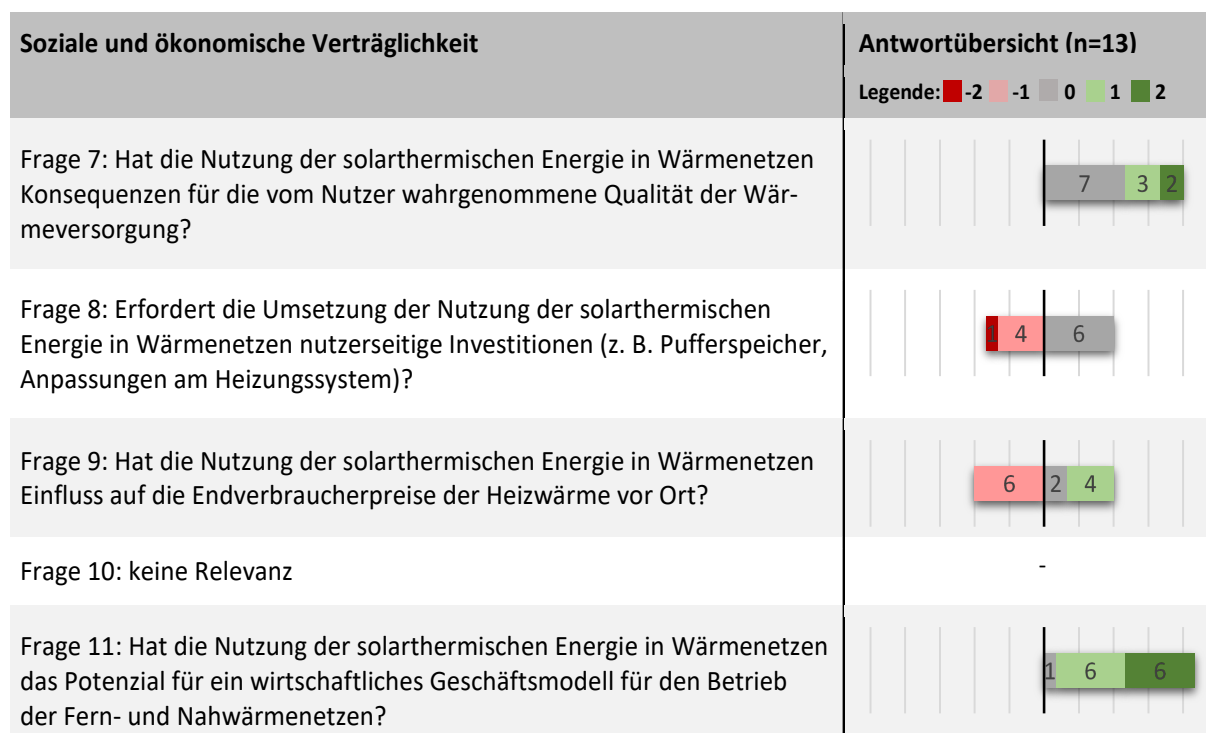 Soziale und ökonomische Verträglichkeit
Antwortübersicht (n=13)
Legende: -2 -1 0 1 2
Frage 7: Hat die Nutzung der solarthermischen Energie in Wärmenetzen
Konsequenzen für die vom Nutzer wahrgenommene Qualität der Wär-
meversorgung?
7 3 2
Frage 8: Erfordert die Umsetzung der Nutzung der solarthermischen
Energie in Wärmenetzen nutzerseitige Investitionen (z. B. Pufferspeicher,
Anpassungen am Heizungssystem)?
1 4 6
Frage 9: Hat die Nutzung der solarthermischen Energie in Wärmenetzen
Einfluss auf die Endverbraucherpreise der Heizwärme vor Ort?
6 2 4
Frage 10: keine Relevanz
-
Frage 11: Hat die Nutzung der solarthermischen Energie in Wärmenetzen
das Potenzial für ein wirtschaftliches Geschäftsmodell für den Betrieb
der Fern- und Nahwärmenetzen?
1 6 6